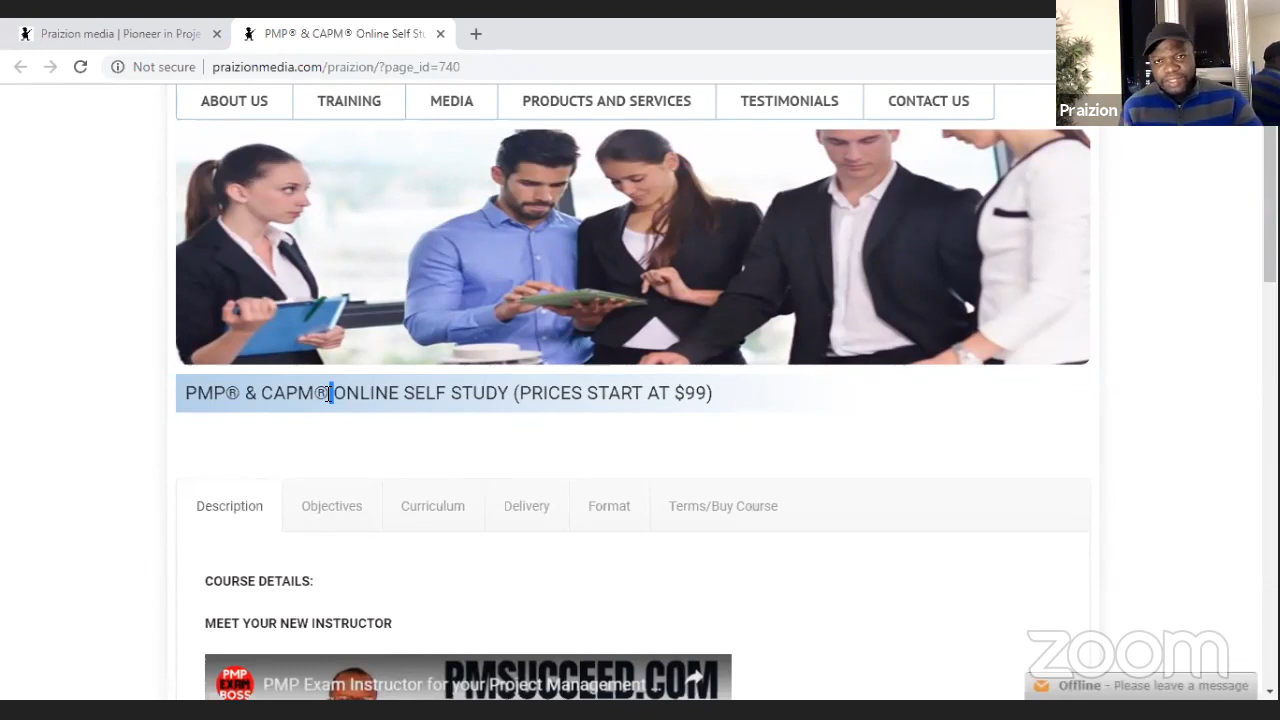 Praizion media | Pioneer in Proje
PMP® & CAPM® Online Self Stu
Not secure praizionmedia.com/praizion/?page_id=740
Praizion
ABOUT US TRAINING MEDIA PRODUCTS AND SERVICES TESTIMONIALS CONTACT US
PMP® & CAPM® ONLINE SELF STUDY (PRICES START AT $99)
Description Objectives Curriculum Delivery Format Terms/Buy Course
COURSE DETAILS:
MEET YOUR NEW INSTRUCTOR
PMSUCCEED.COM
PMP EXAM BOSS
PMP Exam Instructor for your Project Management ...
zoom
Offline - Please leave a message